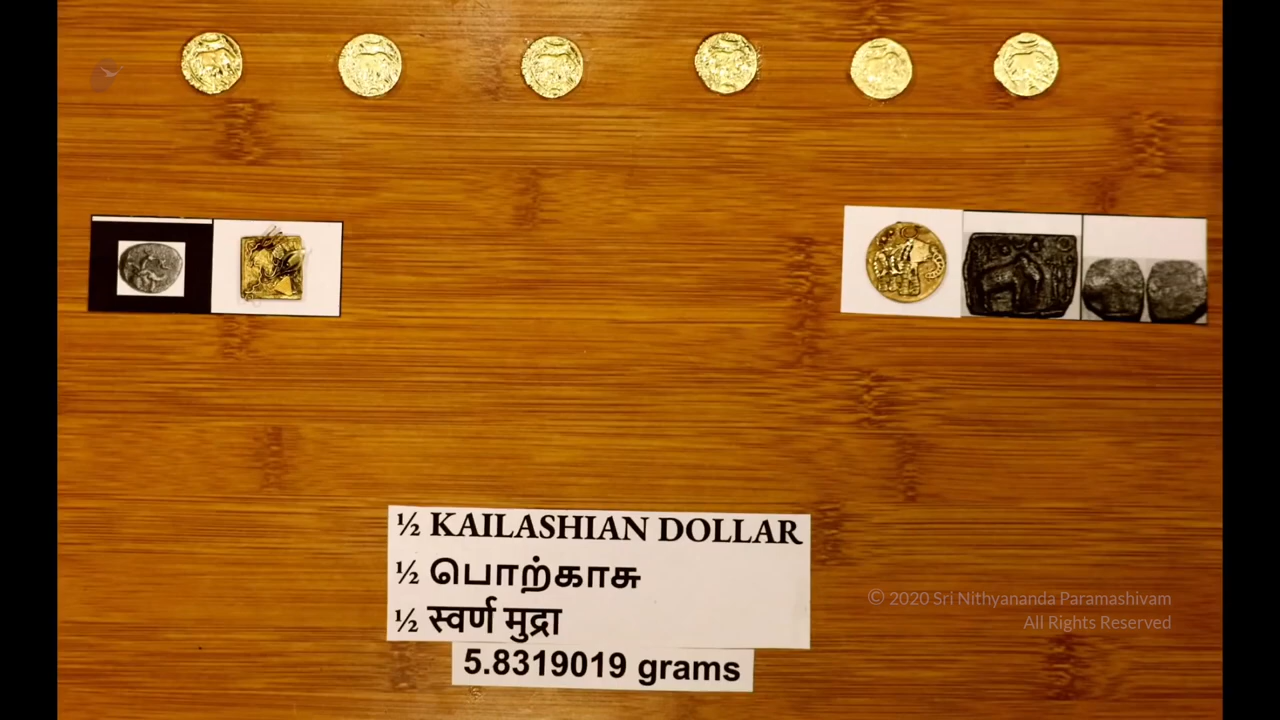 ½ KAILASHIAN DOLLAR
½ பொற்காசு
½ स्वर्ण मुद्रा
5.8319019 grams
© 2020 Sri Nithyananda Paramashivam
All Rights Reserved